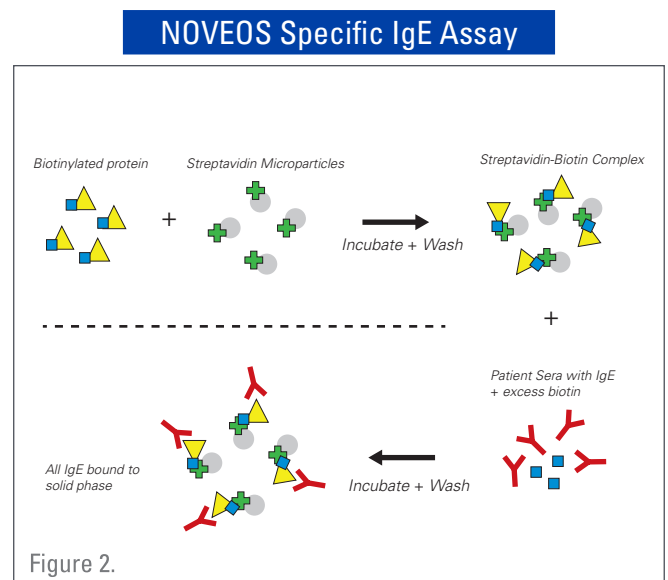 NOVEOS Specific IgE Assay
Biotinylated protein
Streptavidin Microparticles
Streptavidin-Biotin Complex
+
Incubate + Wash
+
Patient Sera with IgE
+ excess biotin
All IgE bound to
solid phase
Incubate + Wash
Figure 2.